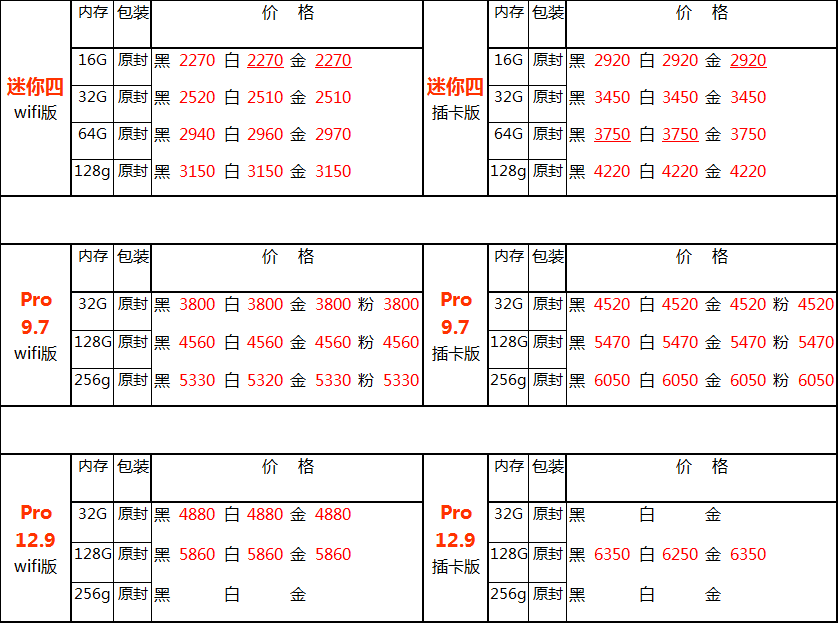 内存 包装 价 格 内存 包装 价 格
16G 原封 黑 2270 白 2270 金 2270 16G 原封 黑 2920 白 2920 金 2920
迷你四 迷你四
32G 原封 黑 2520 白 2510 金 2510 32G 原封 黑 3450 白 3450 金 3450
wifi版 插卡版
64G 原封 黑 2940 白 2960 金 2970 64G 原封 黑 3750 白 3750 金 3750
128g 原封 黑 3150 白 3150 金 3150 128g 原封 黑 4220 白 4220 金 4220
内存 包装 价 格 内存 包装 价 格
Pro 32G 原封 黑 3800 白 3800 金 3800 粉 3800 Pro 32G 原封 黑 4520 白 4520 金 4520 粉 4520
9.7 9.7
128G 原封 黑 4560 白 4560 金 4560 粉 4560 128G 原封 黑 5470 白 5470 金 5470 粉 5470
wifi版 插卡版
256g 原封 黑 5330 白 5320 金 5330 粉 5330 256g 原封 黑 6050 白 6050 金 6050 粉 6050
内存 包装 价 格 内存 包装 价 格
Pro 32G 原封 黑 4880 白 4880 金 4880 Pro 32G 原封 黑 白 金
12.9 12.9
128G 原封 黑 5860 白 5860 金 5860 128G 原封 黑 6350 白 6250 金 6350
wifi版 插卡版
256g 原封 黑 白 金 256g 原封 黑 白 金